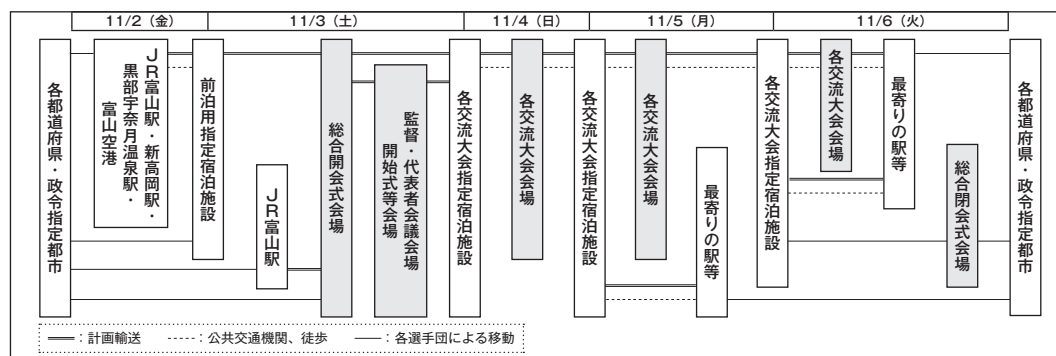 11/2（金）
11/3（土）
11/4（日）
11/5（月）
11/6（火）
各都道府県・政令指定都市
JR富山駅・新高岡駅・
黒部宇奈月温泉駅・
富山空港
前泊用指定宿泊施設
JR富山駅
総合開会式会場
監督・代表者会議会場
開始式等会場
各交流大会指定宿泊施設
各交流大会会場
各交流大会指定宿泊施設
各交流大会会場
最寄りの駅等
各交流大会指定宿泊施設
各交流大会会場
最寄りの駅等
総合閉会式会場
各都道府県・政令指定都市
：計画輸送　：公共交通機関、徒歩　：各選手団による移動